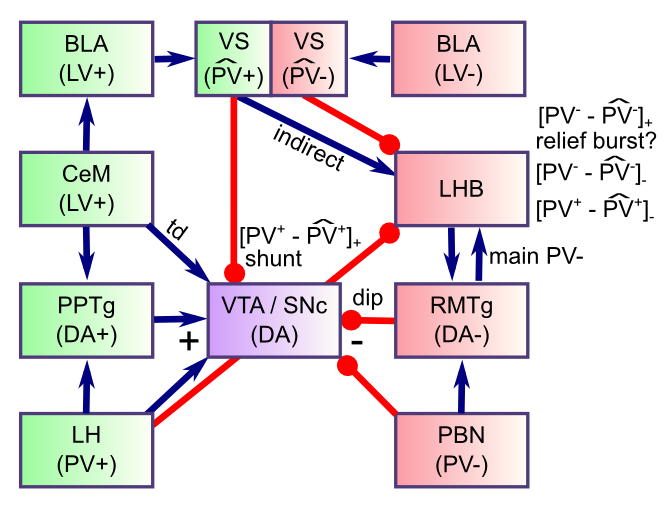 BLA
(LV+)
VS
(P͡V+)
VS
(P͡V-)
BLA
(LV-)
indirect
[PV⁻ - P͡V⁻]₊
relief burst?
[PV⁻ - P͡V⁻]₋
[PV⁺ - P͡V⁺]₋
CeM
(LV+)
LHB
td
[PV⁺ - P͡V⁺]₊
shunt
main PV-
PPTg
(DA+)
+
VTA / SNc
(DA)
dip
-
RMTg
(DA-)
LH
(PV+)
PBN
(PV-)